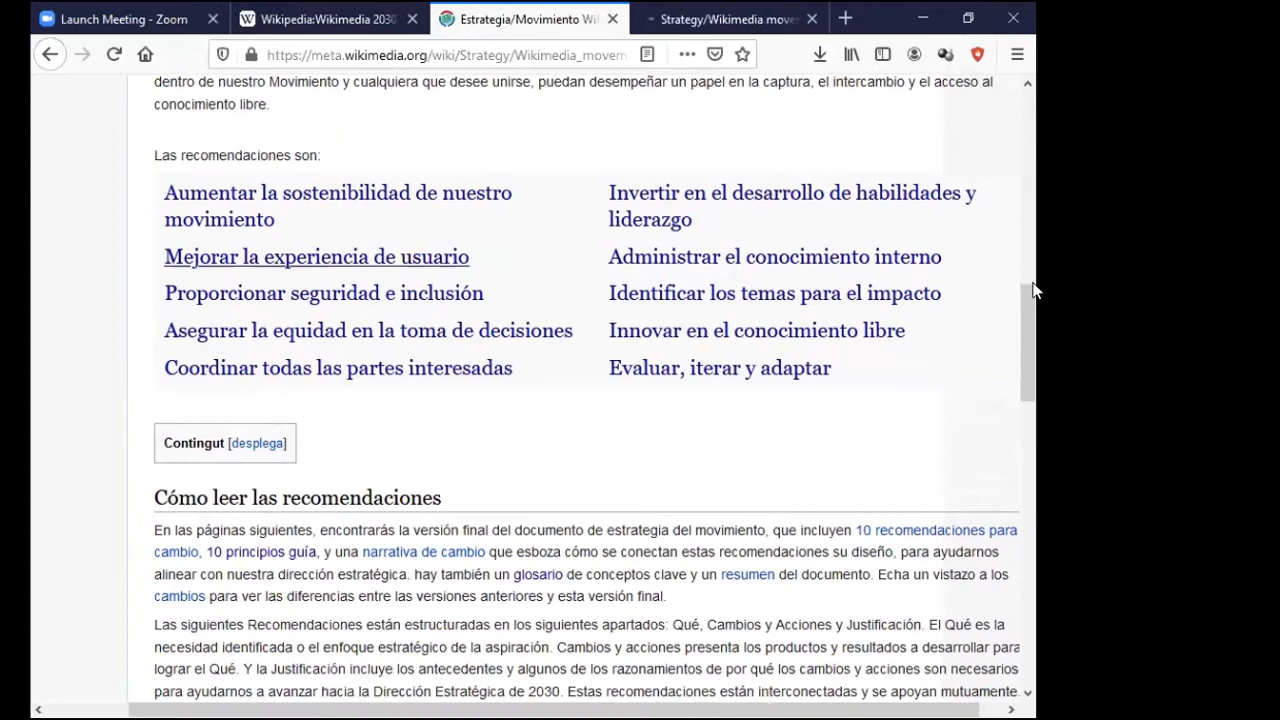 Launch Meeting - Zoom
Wikipedia:Wikimedia 2030
Estrategia/Movimiento Wi
Strategy/Wikimedia move
https://meta.wikimedia.org/wiki/Strategy/Wikimedia_movem
dentro de nuestro Movimiento y cualquiera que desee unirse, puedan desempeñar un papel en la captura, el intercambio y el acceso al
conocimiento libre.
Las recomendaciones son:
Aumentar la sostenibilidad de nuestro
movimiento
Mejorar la experiencia de usuario
Proporcionar seguridad e inclusión
Asegurar la equidad en la toma de decisiones
Coordinar todas las partes interesadas
Invertir en el desarrollo de habilidades y
liderazgo
Administrar el conocimiento interno
Identificar los temas para el impacto
Innovar en el conocimiento libre
Evaluar, iterar y adaptar
Contingut [desplega]
Cómo leer las recomendaciones
En las páginas siguientes, encontrarás la versión final del documento de estrategia del movimiento, que incluyen 10 recomendaciones para
cambio, 10 principios guía, y una narrativa de cambio que esboza cómo se conectan estas recomendaciones su diseño, para ayudarnos
alinear con nuestra dirección estratégica. hay también un glosario de conceptos clave y un resumen del documento. Echa un vistazo a los
cambios para ver las diferencias entre las versiones anteriores y esta versión final.
Las siguientes Recomendaciones están estructuradas en los siguientes apartados: Qué, Cambios y Acciones y Justificación. El Qué es la
necesidad identificada o el enfoque estratégico de la aspiración. Cambios y acciones presenta los productos y resultados a desarrollar para
lograr el Qué. Y la Justificación incluye los antecedentes y algunos de los razonamientos de por qué los cambios y acciones son necesarios
para ayudarnos a avanzar hacia la Dirección Estratégica de 2030. Estas recomendaciones están interconectadas y se apoyan mutuamente.